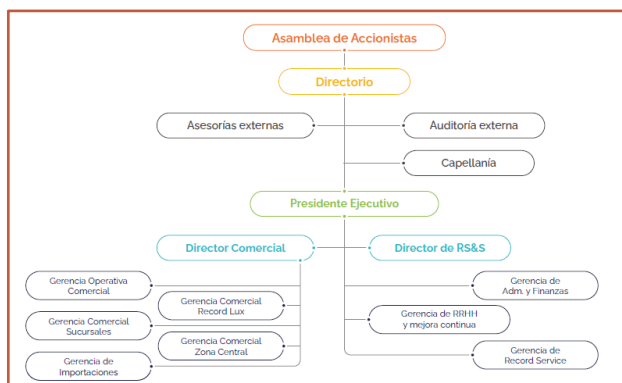 Asamblea de Accionistas
Directorio
Asesorías externas
Auditoría externa
Capellanía
Presidente Ejecutivo
Director Comercial
Director de RS&S
Gerencia Operativa
Comercial
Gerencia Comercial
Record Lux
Gerencia Comercial
Sucursales
Gerencia Comercial
Zona Central
Gerencia de
Importaciones
Gerencia de
Adm. y Finanzas
Gerencia de RRHH
y mejora continua
Gerencia de
Record Service